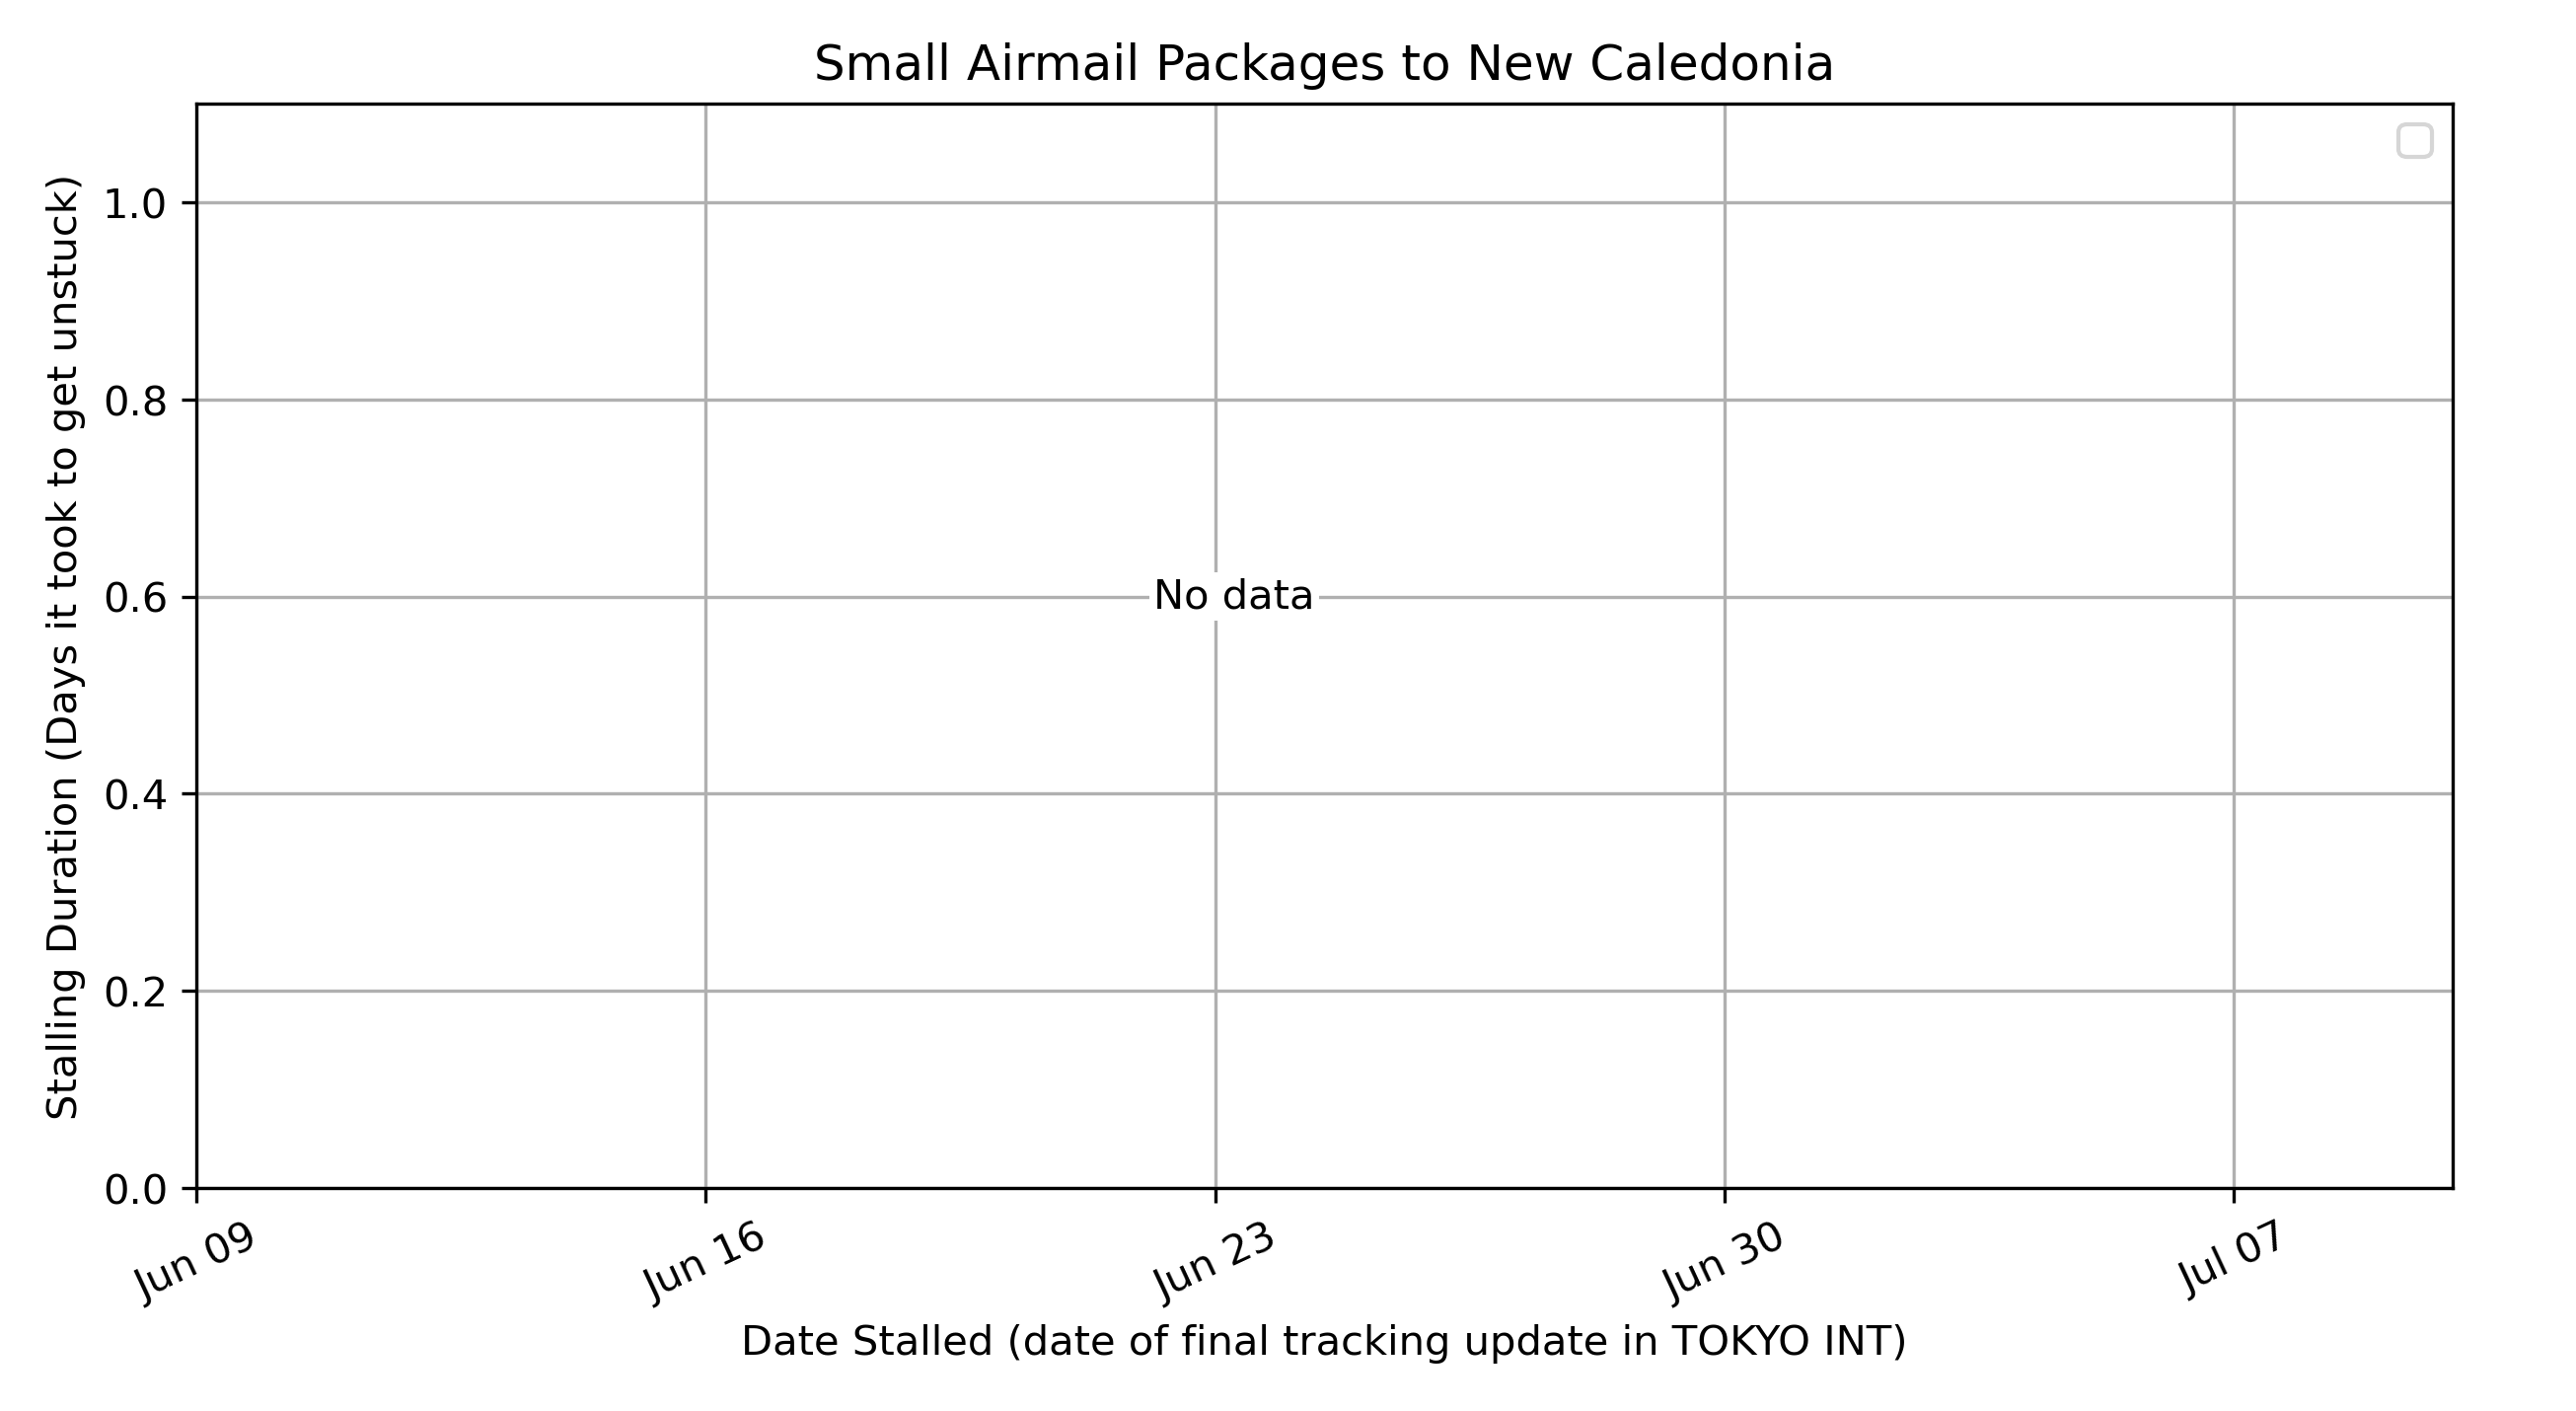 Small Airmail Packages to New Caledonia
Stalling Duration (Days it took to get unstuck)
1.0
0.8
0.6
0.4
0.2
0.0
No data
Jun 09
Jun 16
Jun 23
Jun 30
Jul 07
Date Stalled (date of final tracking update in TOKYO INT)